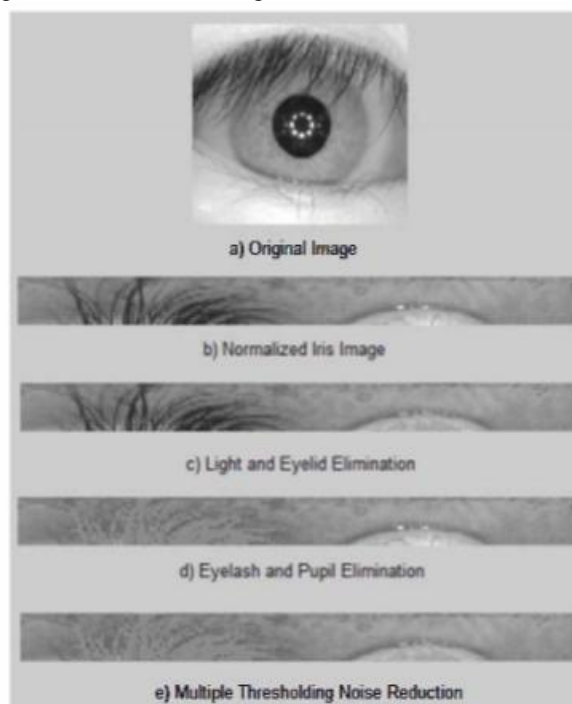 a) Original Image
b) Normalized Iris Image
c) Light and Eyelid Elimination
d) Eyelash and Pupil Elimination
e) Multiple Thresholding Noise Reduction